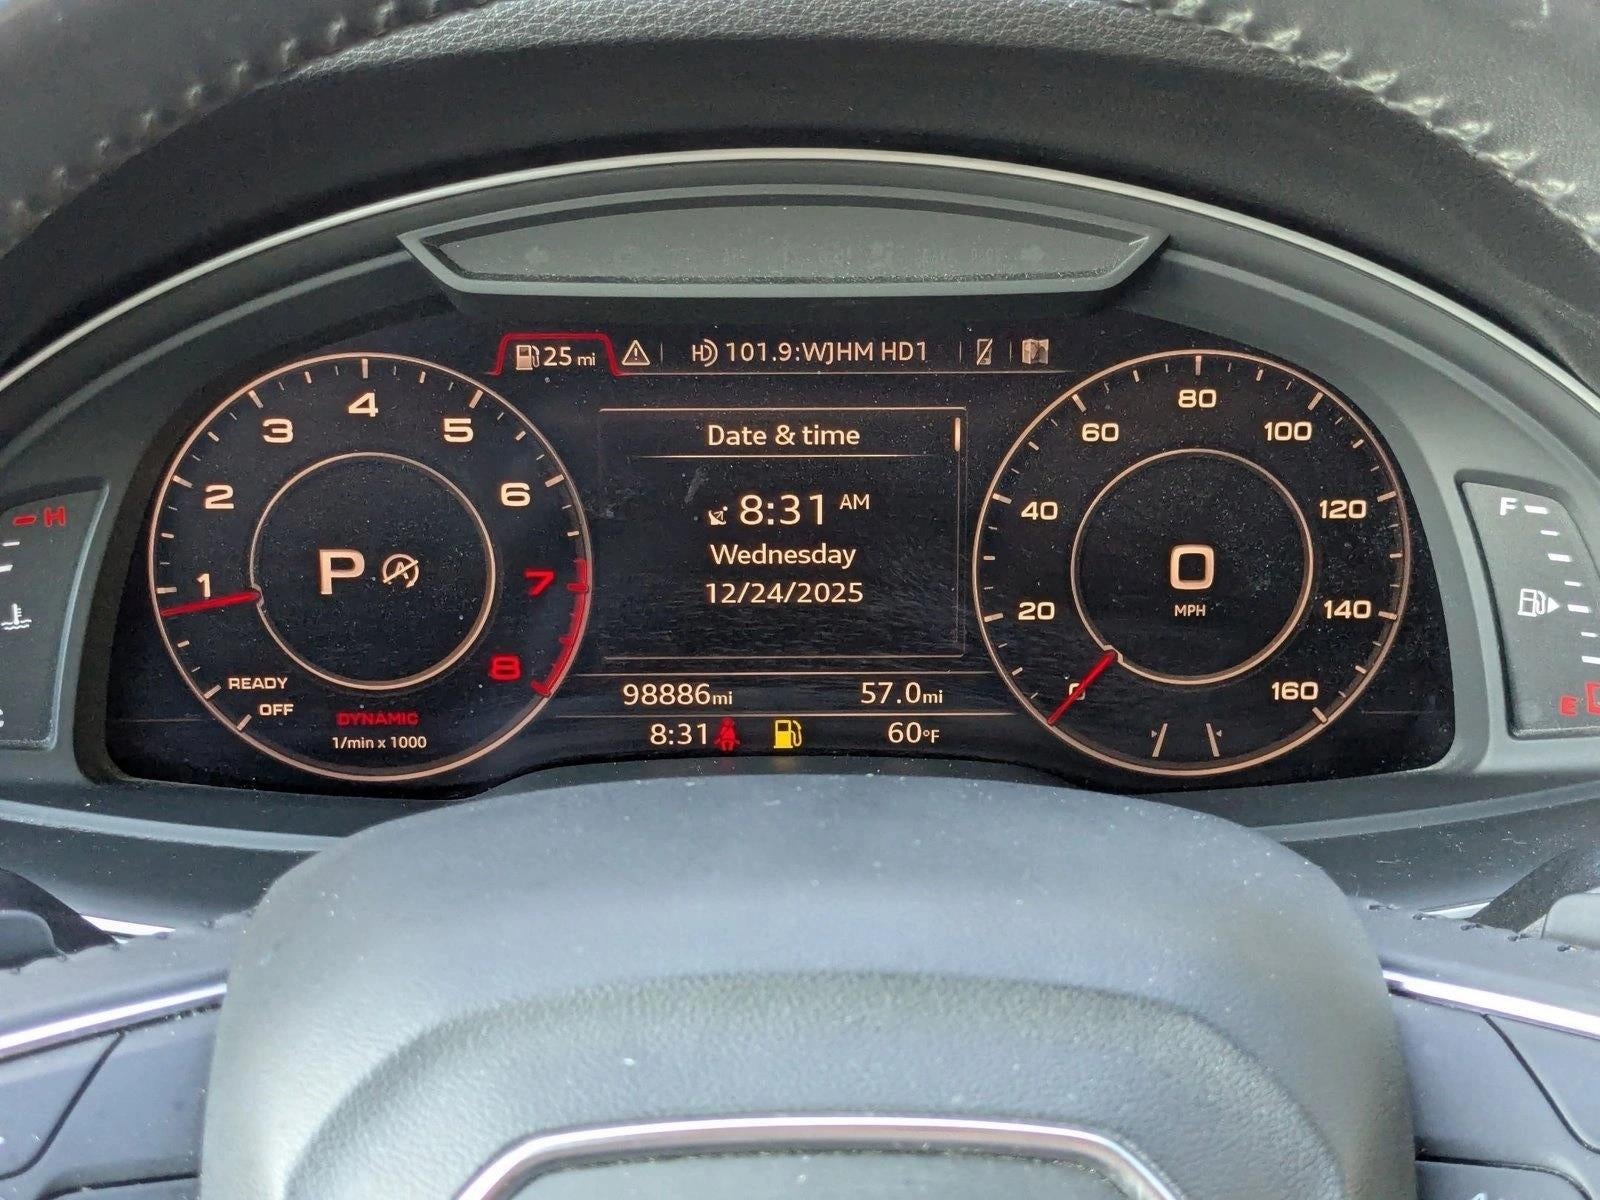 25 mi
HD 101.9:WJHM HD1
Date & time
8:31 AM
Wednesday
12/24/2025
98886mi
57.0mi
8:31
60°F
1
2
3
4
5
6
7
8
P
A
READY
OFF
DYNAMIC
1/min x 1000
0
20
40
60
80
100
120
140
160
0
MPH
H
F
E